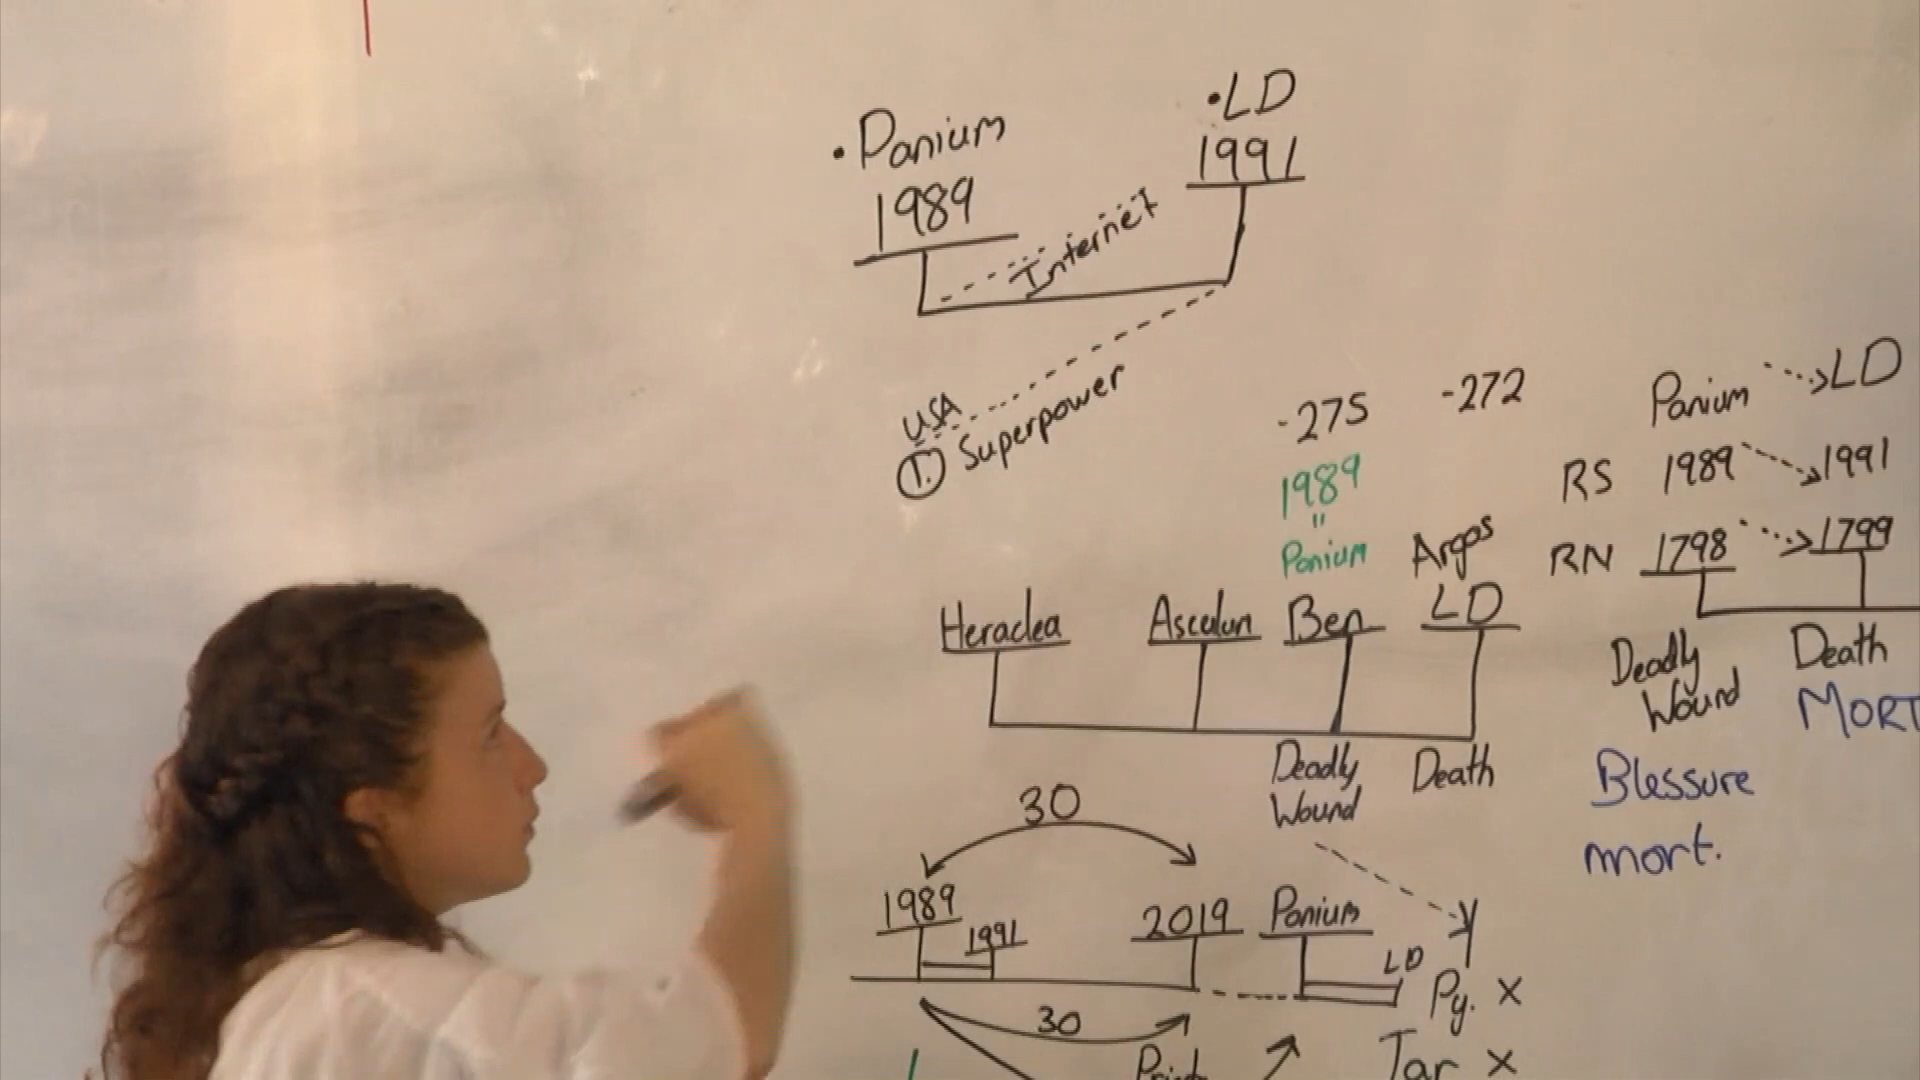 • Panium
1989
• LD
1991
Internet
USA
1. Superpower
-275
-272
1989
"
Panium
Argos
Heraclea
Ascalun
Ben
LD
Deadly
Wound
Death
Panium
LD
RS
1989
1991
RN
1798
1799
Deadly
Wound
Death
MORT
Blessure
mort.
30
1989
1991
2019
Panium
LD
30
Py. x
Tar x